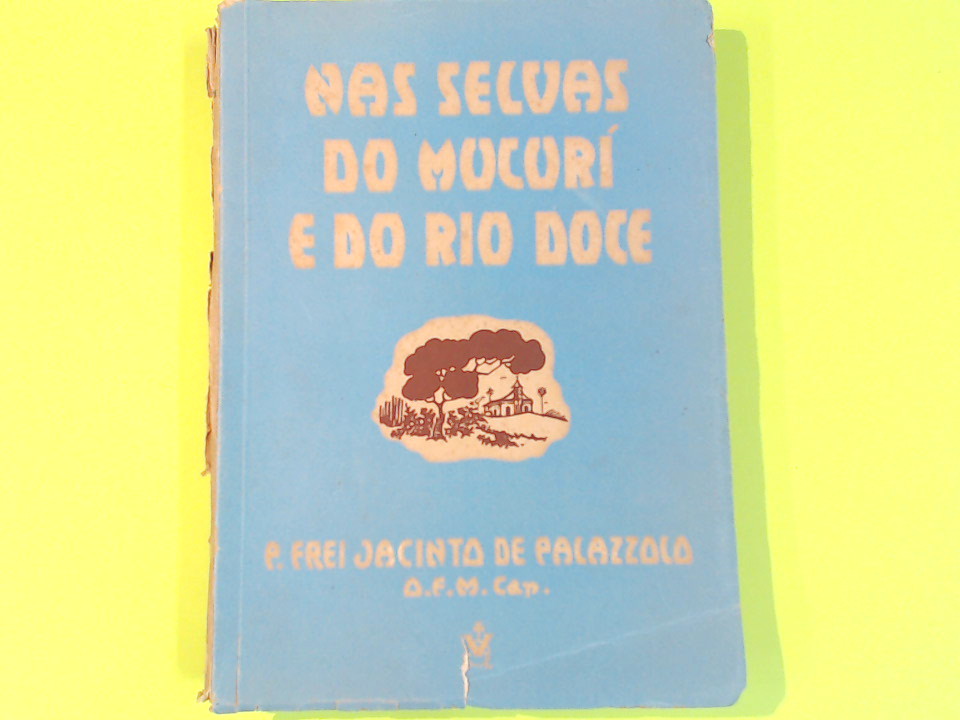 NAS SELVAS
DO MUCURÍ
E DO RIO DOCE
P. FREI JACINTO DE PALAZZOLO
O.F.M. Cap.